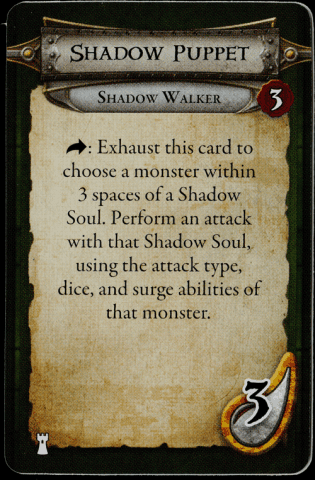 SHADOW PUPPET
SHADOW WALKER
3
: Exhaust this card to
choose a monster within
3 spaces of a Shadow
Soul. Perform an attack
with that Shadow Soul,
using the attack type,
dice, and surge abilities of
that monster.
3